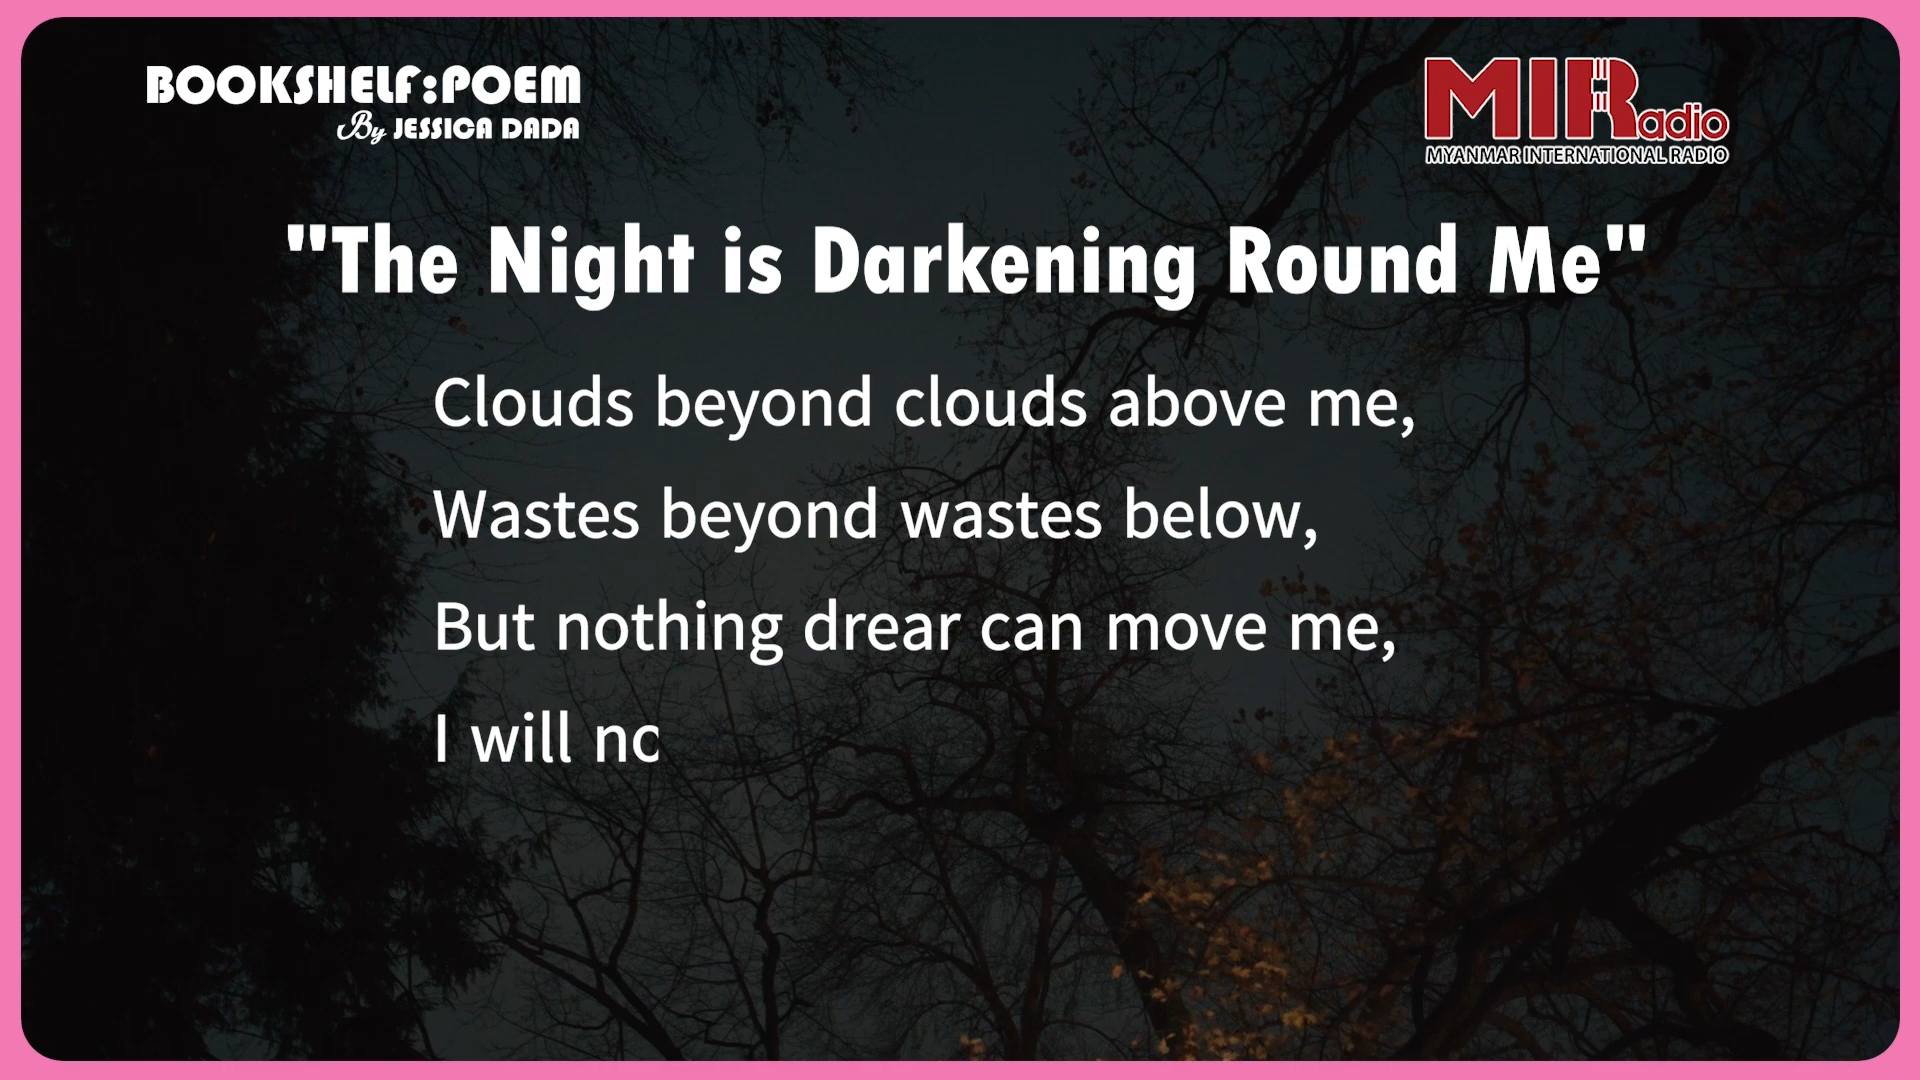 BOOKSHELF:POEM
By JESSICA DADA
MIRadio
MYANMAR INTERNATIONAL RADIO
"The Night is Darkening Round Me"
Clouds beyond clouds above me,
Wastes beyond wastes below,
But nothing drear can move me,
I will no